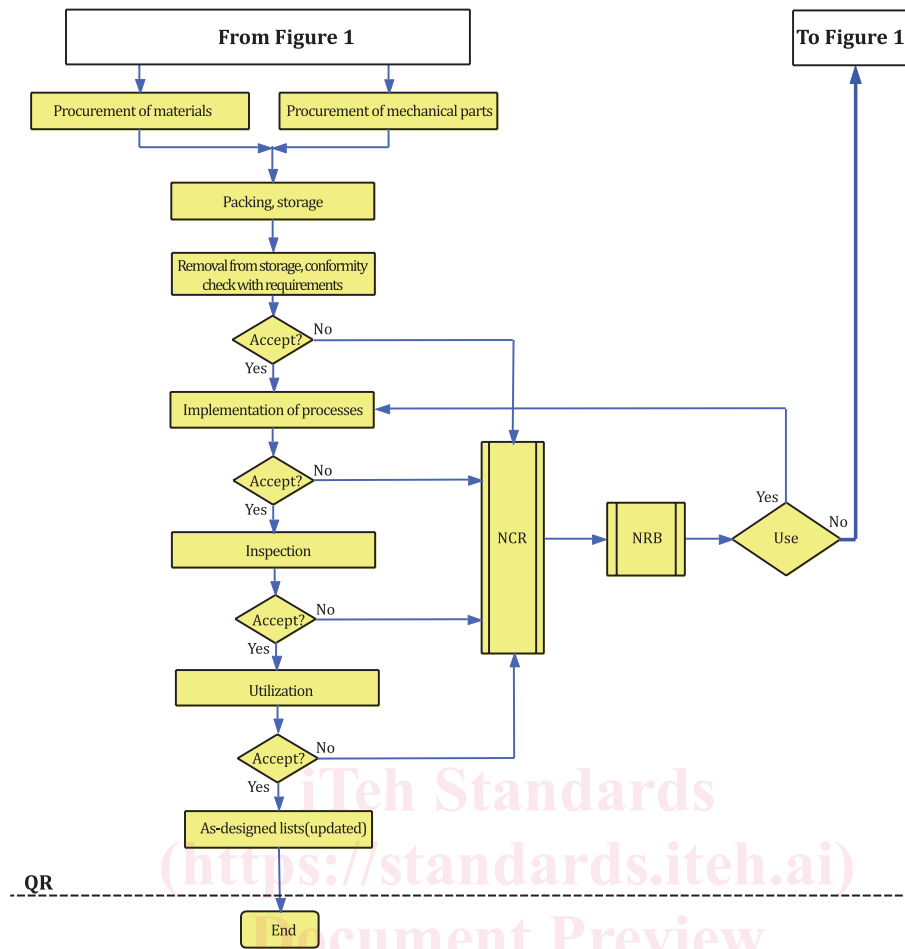 From Figure 1
To Figure 1
Procurement of materials
Procurement of mechanical parts
Packing, storage
Removal from storage, conformity
check with requirements
Accept?
No
Yes
Implementation of processes
Accept?
No
Yes
Inspection
NCR
NRB
Use
Yes
No
Accept?
No
Yes
Utilization
Accept?
No
Yes
As-designed lists(updated)
QR
End
iTeh Standards
(https://standards.iteh.ai)
Document Preview